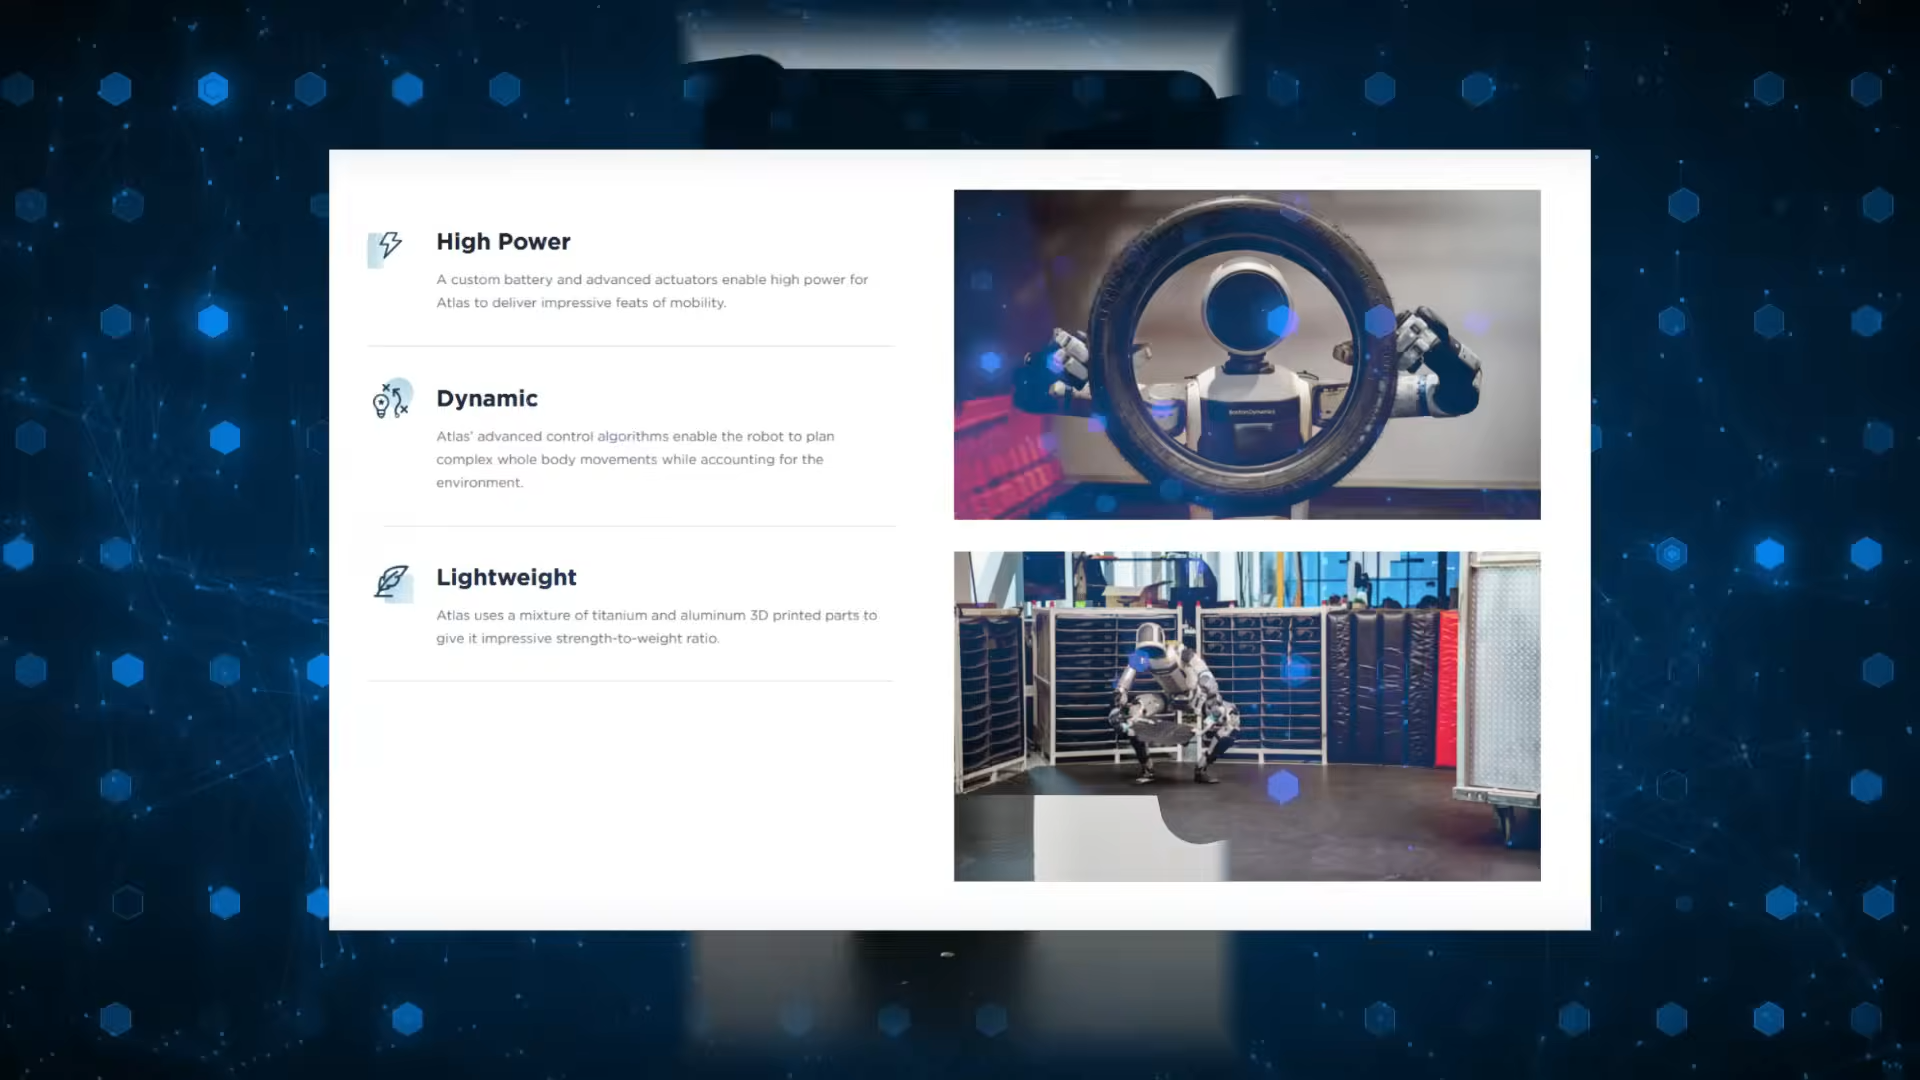 High Power
A custom battery and advanced actuators enable high power for
Atlas to deliver impressive feats of mobility.
Dynamic
Atlas’ advanced control algorithms enable the robot to plan
complex whole body movements while accounting for the
environment.
Lightweight
Atlas uses a mixture of titanium and aluminum 3D printed parts to
give it impressive strength-to-weight ratio.
BostonDynamics